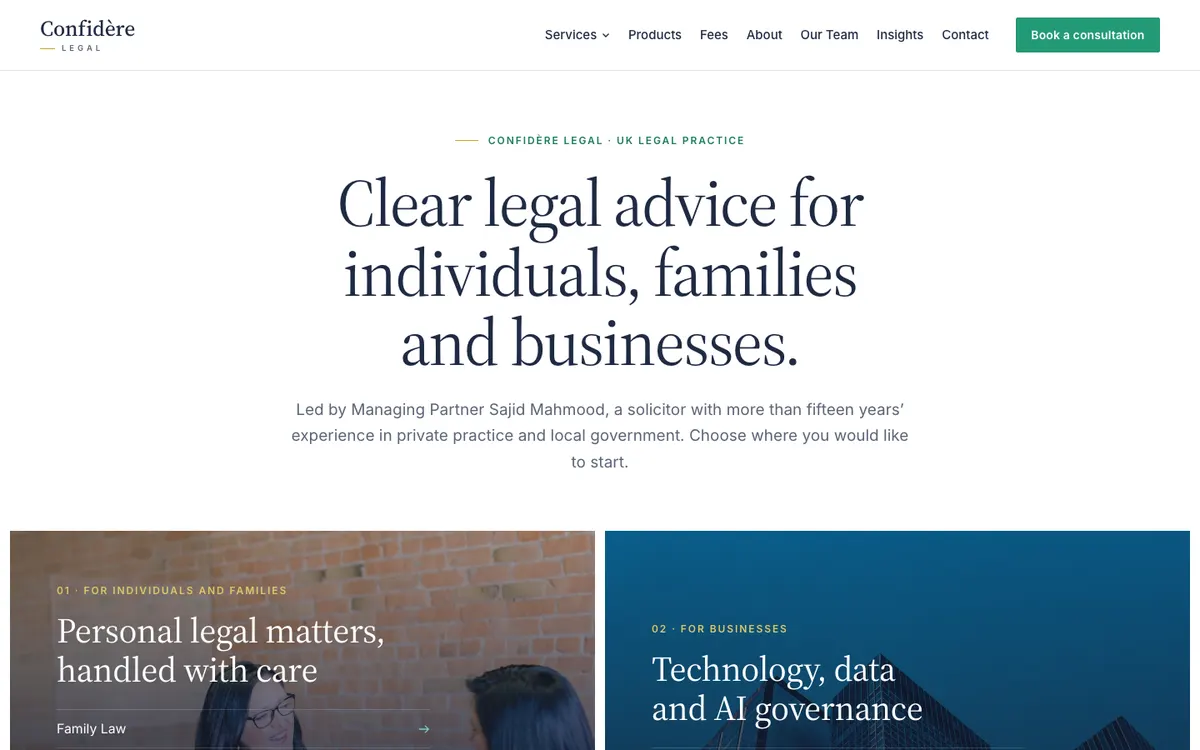 Confidère
LEGAL
Services Products Fees About Our Team Insights Contact Book a consultation
CONFIDÈRE LEGAL · UK LEGAL PRACTICE
Clear legal advice for
individuals, families
and businesses.
Led by Managing Partner Sajid Mahmood, a solicitor with more than fifteen years’
experience in private practice and local government. Choose where you would like
to start.
01 · FOR INDIVIDUALS AND FAMILIES
Personal legal matters,
handled with care
Family Law →
02 · FOR BUSINESSES
Technology, data
and AI governance